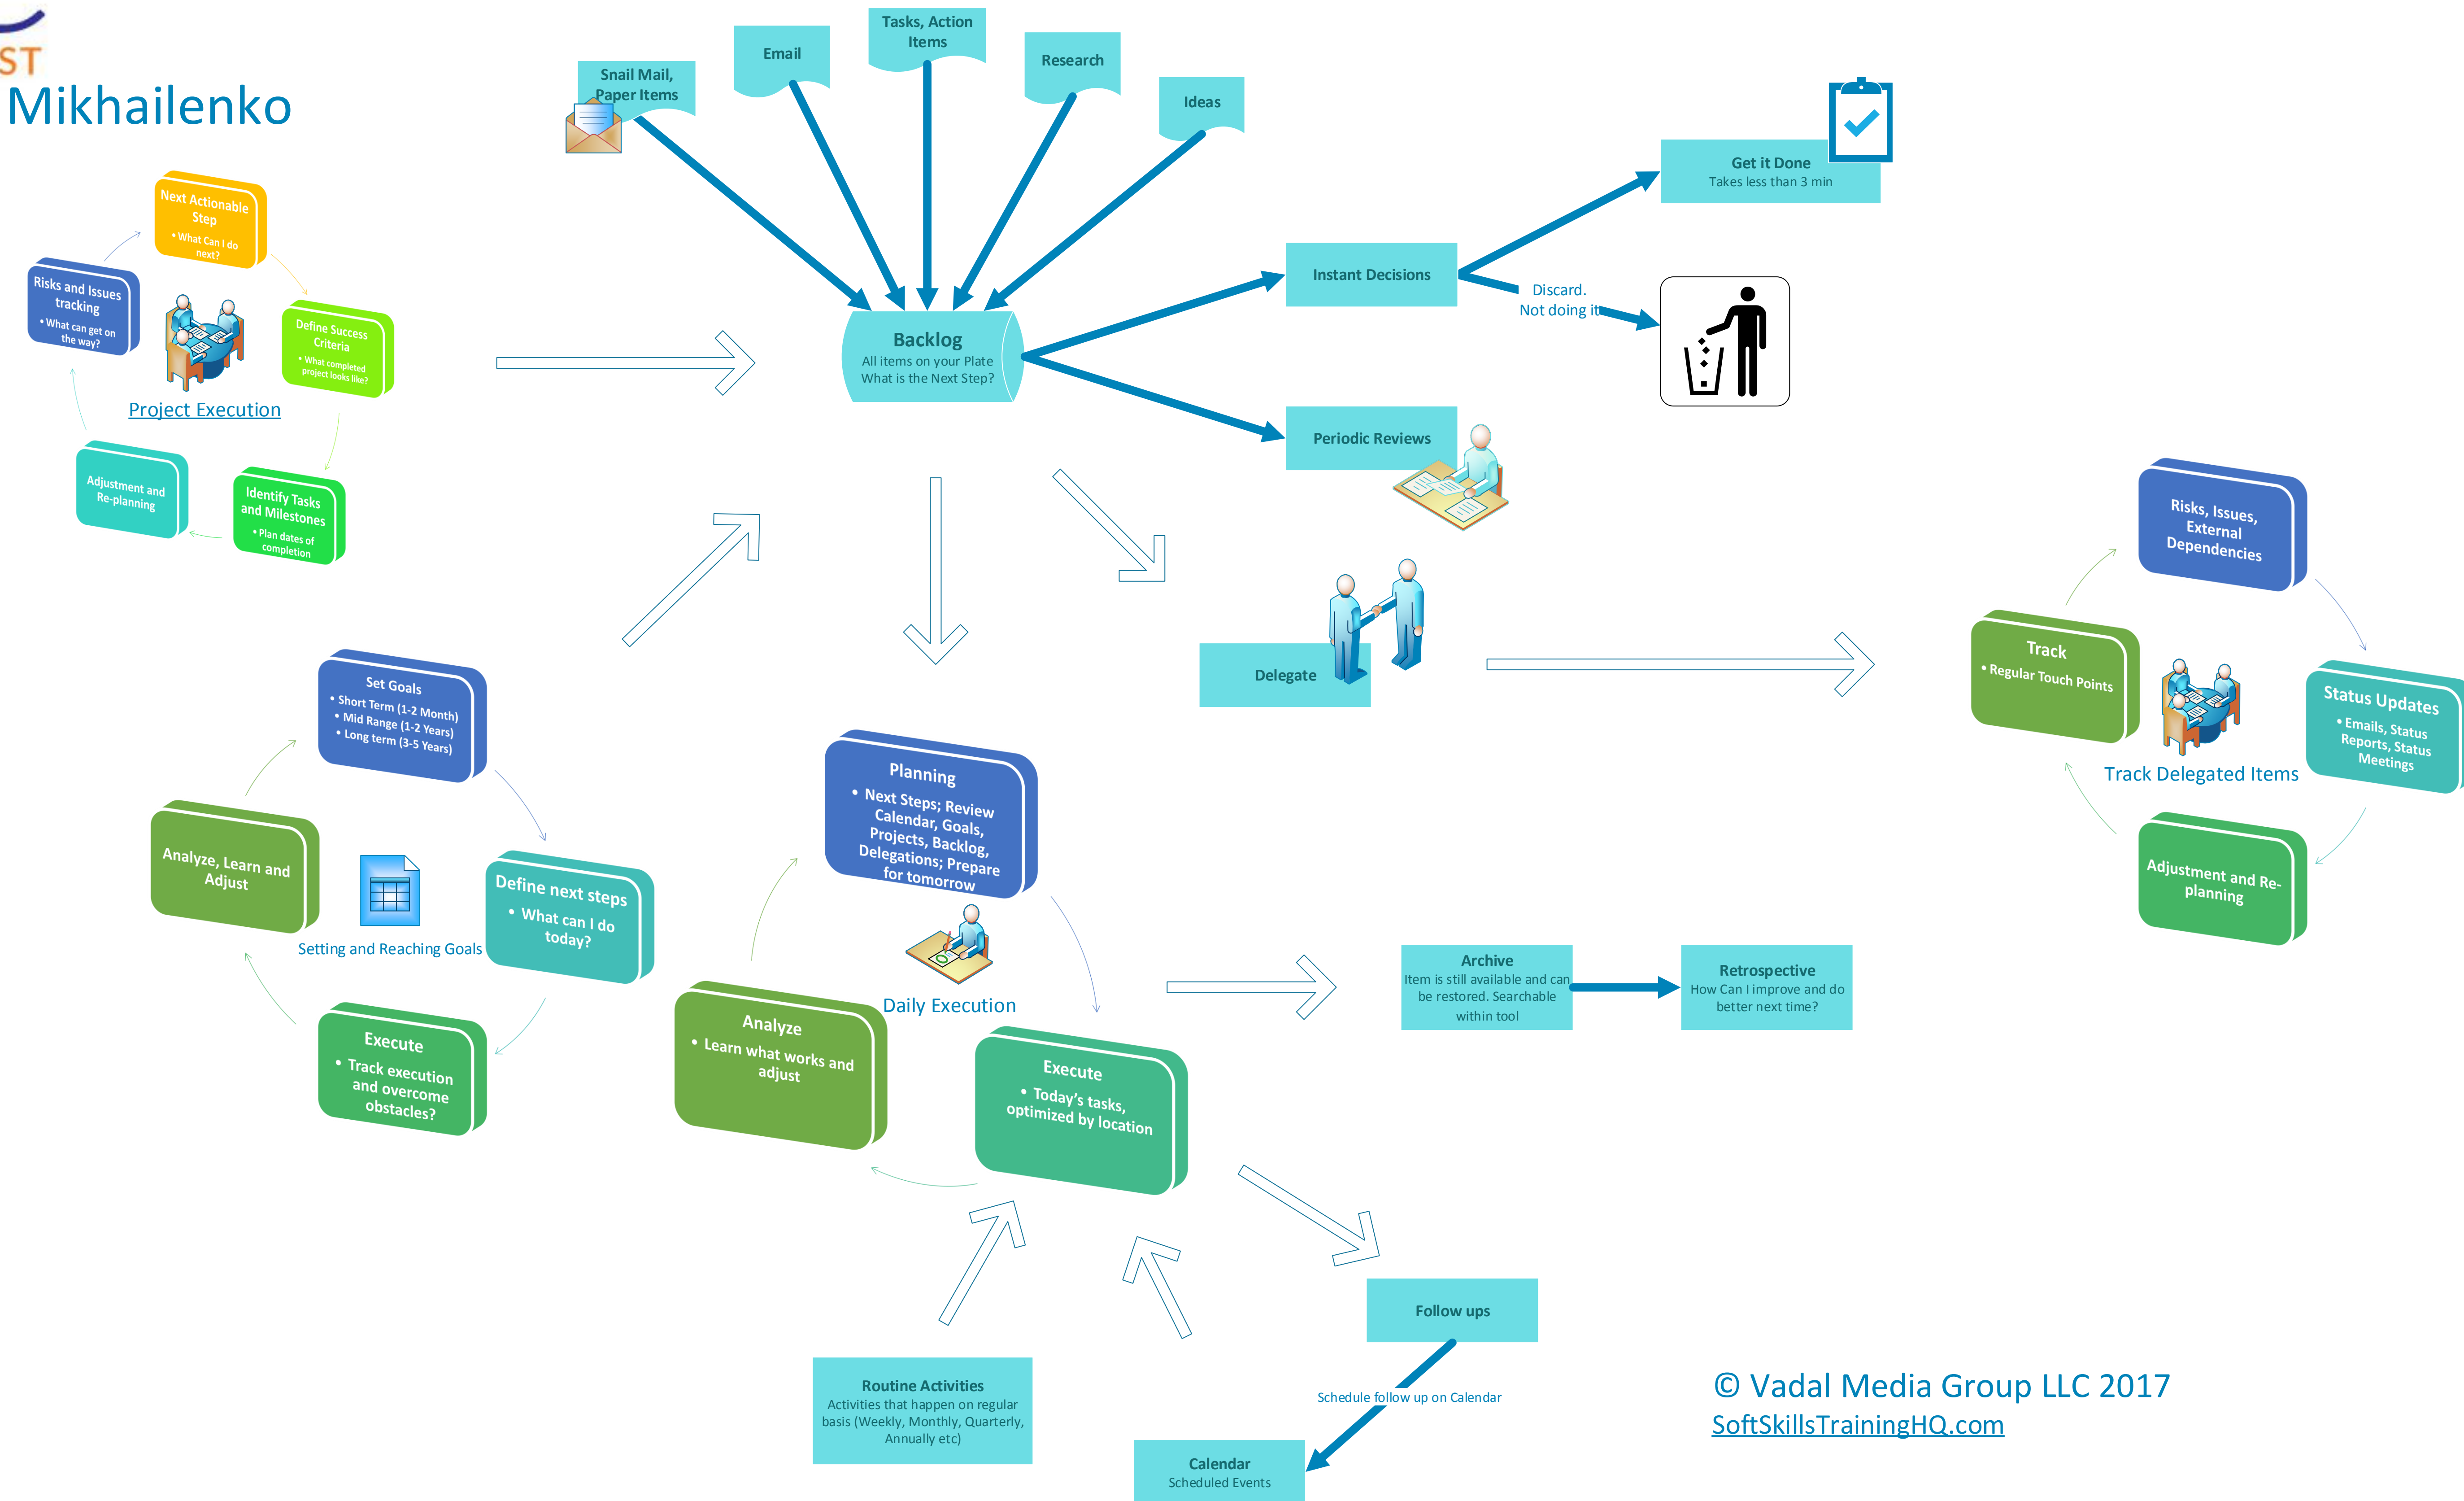 ST
Mikhailenko
Snail Mail,
Paper Items
Email
Tasks, Action
Items
Research
Ideas
Get it Done
Takes less than 3 min
Instant Decisions
Discard.
Not doing it
Backlog
All items on your Plate
What is the Next Step?
Periodic Reviews
Next Actionable
Step
• What Can I do
next?
Risks and Issues
tracking
• What can get on
the way?
Define Success
Criteria
• What completed
project looks like?
Project Execution
Adjustment and
Re-planning
Identify Tasks
and Milestones
• Plan dates of
completion
Delegate
Risks, Issues,
External
Dependencies
Track
• Regular Touch Points
Status Updates
• Emails, Status
Reports, Status
Meetings
Track Delegated Items
Adjustment and Re-
planning
Set Goals
• Short Term (1-2 Month)
• Mid Range (1-2 Years)
• Long term (3-5 Years)
Analyze, Learn and
Adjust
Define next steps
• What can I do
today?
Setting and Reaching Goals
Execute
• Track execution
and overcome
obstacles?
Planning
• Next Steps; Review
Calendar, Goals,
Projects, Backlog,
Delegations; Prepare
for tomorrow
Daily Execution
Analyze
• Learn what works and
adjust
Execute
• Today's tasks,
optimized by location
Archive
Item is still available and can
be restored. Searchable
within tool
Retrospective
How Can I improve and do
better next time?
Follow ups
Schedule follow up on Calendar
Routine Activities
Activities that happen on regular
basis (Weekly, Monthly, Quarterly,
Annually etc)
Calendar
Scheduled Events
© Vadal Media Group LLC 2017
SoftSkillsTrainingHQ.com